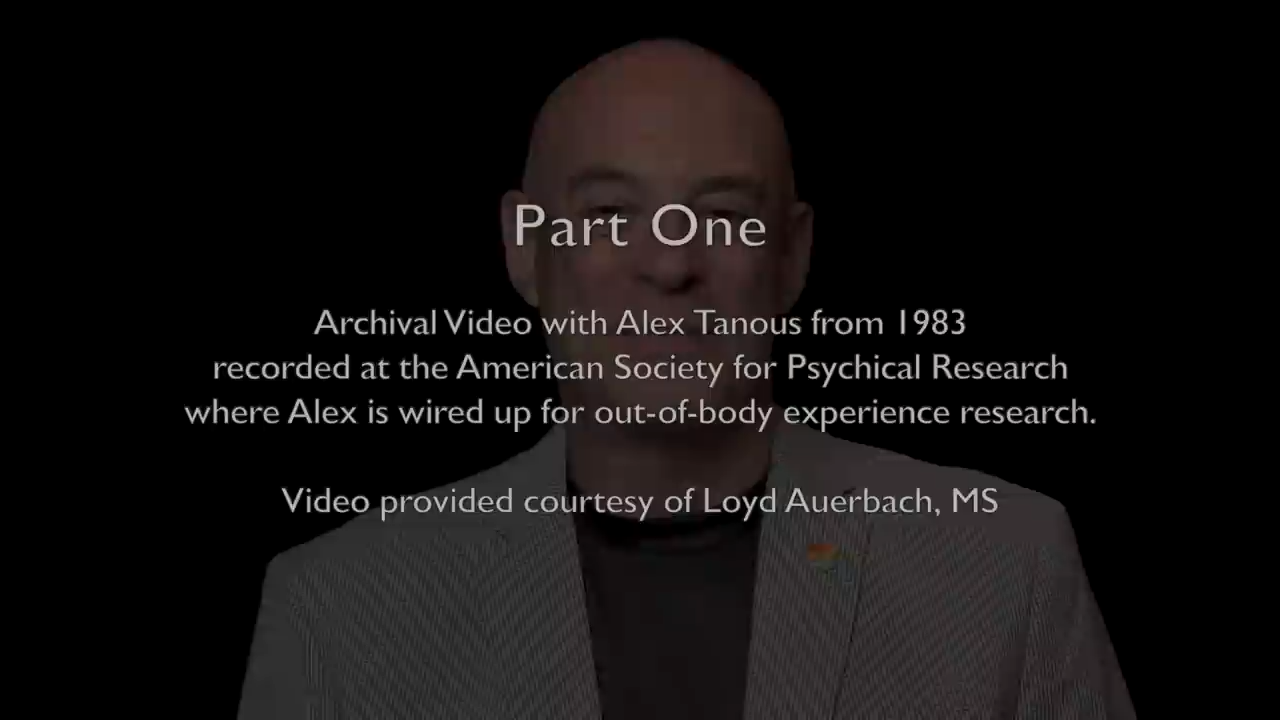 Part One
Archival Video with Alex Tanous from 1983
recorded at the American Society for Psychical Research
where Alex is wired up for out-of-body experience research.
Video provided courtesy of Loyd Auerbach, MS